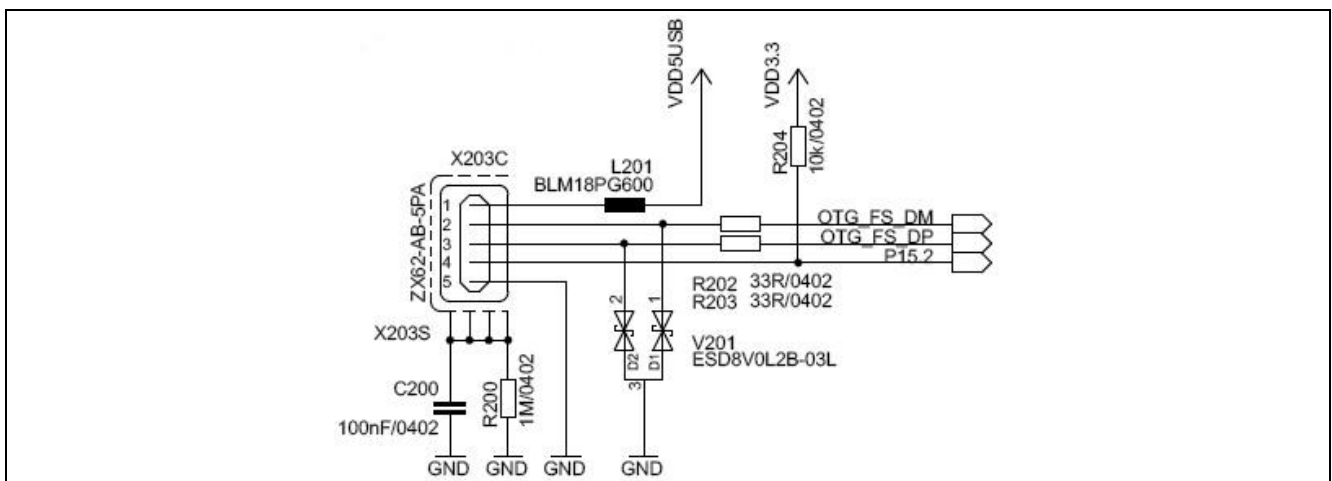 VDD5USB
VDD3.3
R204
10k/0402
X203C
L201
BLM18PG600
ZX62-AB-5PA
1
2
3
4
5
OTG_FS_DM
OTG_FS_DP
P15.2
R202 33R/0402
R203 33R/0402
X203S
2
1
D2
D1
3
V201
ESD8V0L2B-03L
C200
100nF/0402
R200
1M/0402
GND GND GND GND